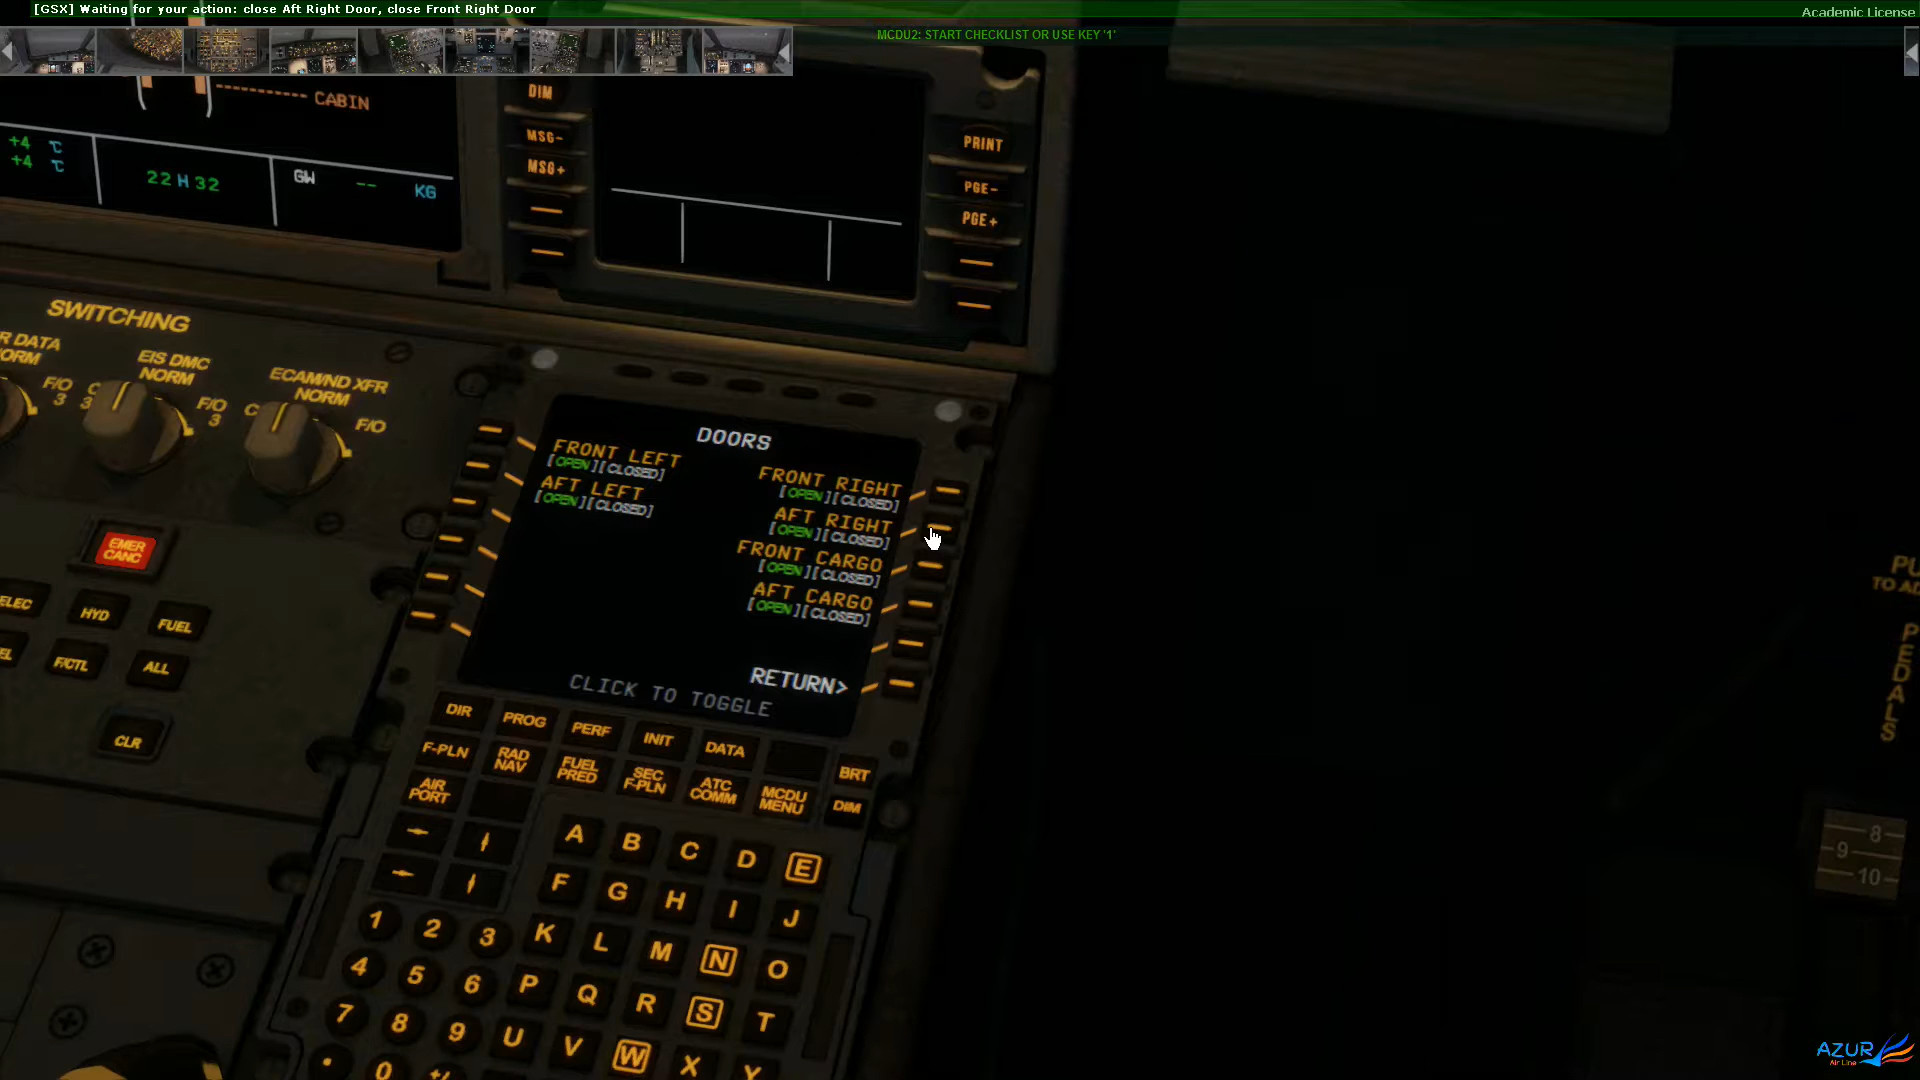 [GSX] Waiting for your action: close Aft Right Door, close Front Right Door
Academic License
MCDU2: START CHECKLIST OR USE KEY '1'
CABIN
+4 °C
+4 °C
22 H 32
GW -- KG
DIM
MSG-
MSG+
PRINT
PGE-
PGE+
SWITCHING
R DATA
NORM
F/O
3
EIS DMC
NORM
C
3
F/O
3
ECAM/ND XFR
NORM
C
F/O
EMER
CANC
ELEC
HYD
FUEL
F/CTL
ALL
CLR
DOORS
FRONT LEFT
[OPEN][CLOSED]
AFT LEFT
[OPEN][CLOSED]
FRONT RIGHT
[OPEN][CLOSED]
AFT RIGHT
[OPEN][CLOSED]
FRONT CARGO
[OPEN][CLOSED]
AFT CARGO
[OPEN][CLOSED]
RETURN>
CLICK TO TOGGLE
DIR PROG PERF INIT DATA
BRT
F-PLN RAD NAV FUEL PRED SEC F-PLN ATC COMM MCDU MENU DIM
AIR PORT
A B C D E
F G H I J
1 2 3 K L M N O
4 5 6 P Q R S T
7 8 9 U V W X Y
. 0 +/
TO AD
P
E
D
A
L
S
8
9
10
AZUR
Air Line